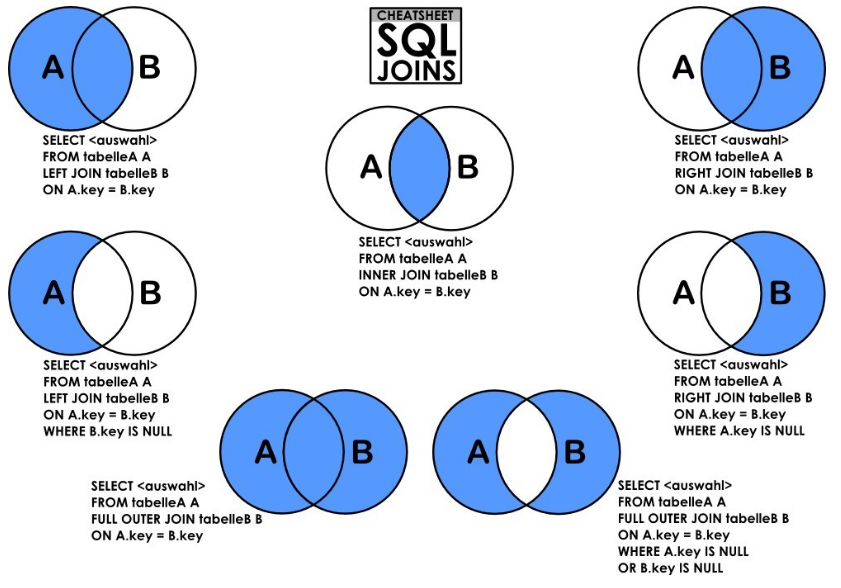 CHEATSHEET
SQL
JOINS
A B
SELECT <auswahl>
FROM tabelleA A
LEFT JOIN tabelleB B
ON A.key = B.key
A B
SELECT <auswahl>
FROM tabelleA A
INNER JOIN tabelleB B
ON A.key = B.key
A B
SELECT <auswahl>
FROM tabelleA A
RIGHT JOIN tabelleB B
ON A.key = B.key
A B
SELECT <auswahl>
FROM tabelleA A
LEFT JOIN tabelleB B
ON A.key = B.key
WHERE B.key IS NULL
A B
SELECT <auswahl>
FROM tabelleA A
RIGHT JOIN tabelleB B
ON A.key = B.key
WHERE A.key IS NULL
A B
SELECT <auswahl>
FROM tabelleA A
FULL OUTER JOIN tabelleB B
ON A.key = B.key
A B
SELECT <auswahl>
FROM tabelleA A
FULL OUTER JOIN tabelleB B
ON A.key = B.key
WHERE A.key IS NULL
OR B.key IS NULL